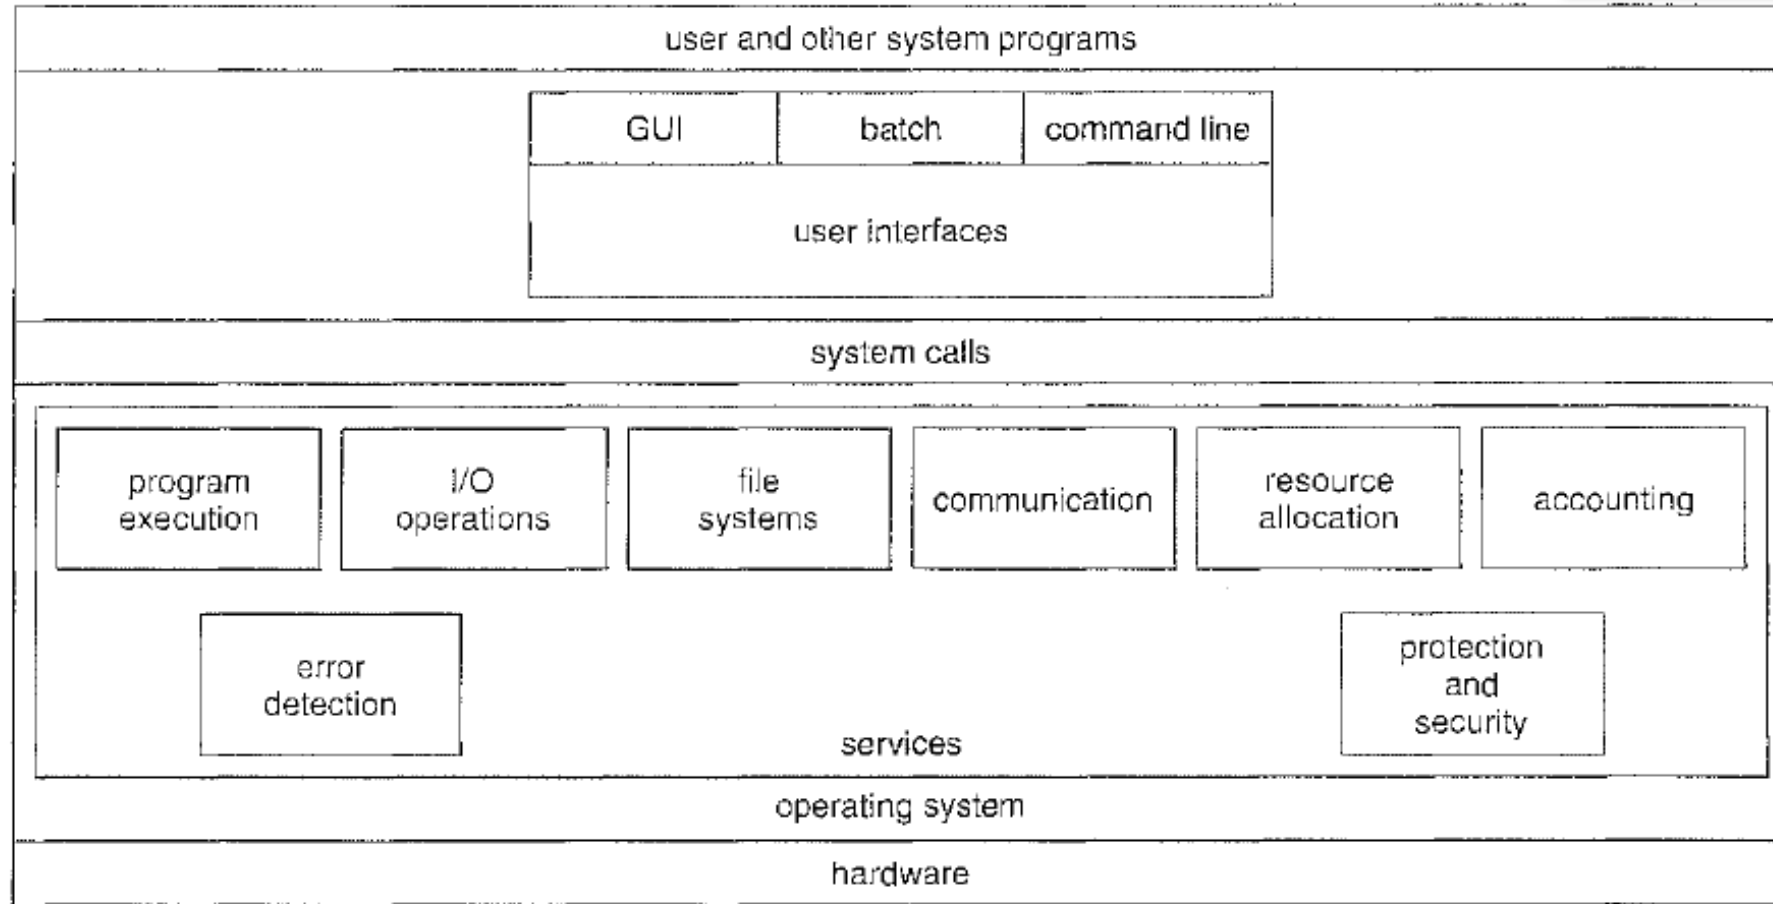 user and other system programs
GUI
batch
command line
user interfaces
system calls
program
execution
I/O
operations
file
systems
communication
resource
allocation
accounting
error
detection
protection
and
security
services
operating system
hardware